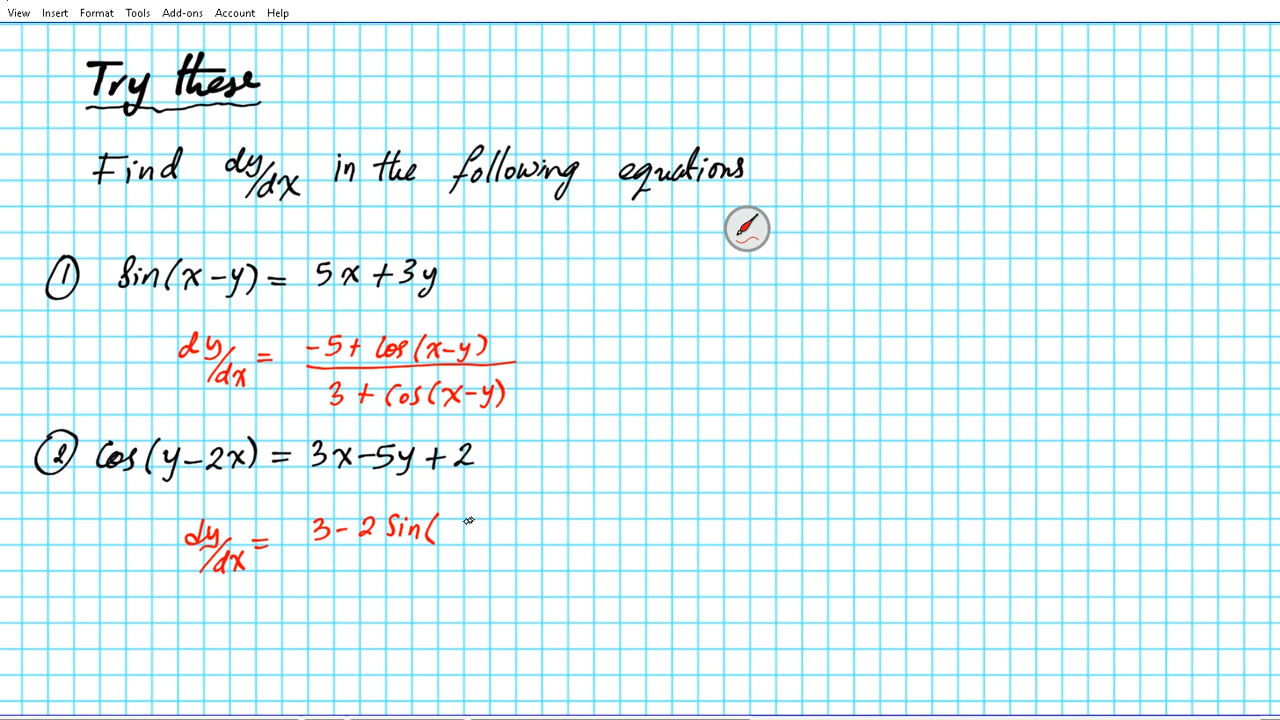 View Insert Format Tools Add-ons Account Help
Try these
Find dy/dx in the following equations
① Sin(x-y) = 5x+3y
dy/dx = -5+ Cos(x-y)
3 + Cos(x-y)
② Cos(y-2x) = 3x-5y+2
dy/dx = 3-2 Sin(